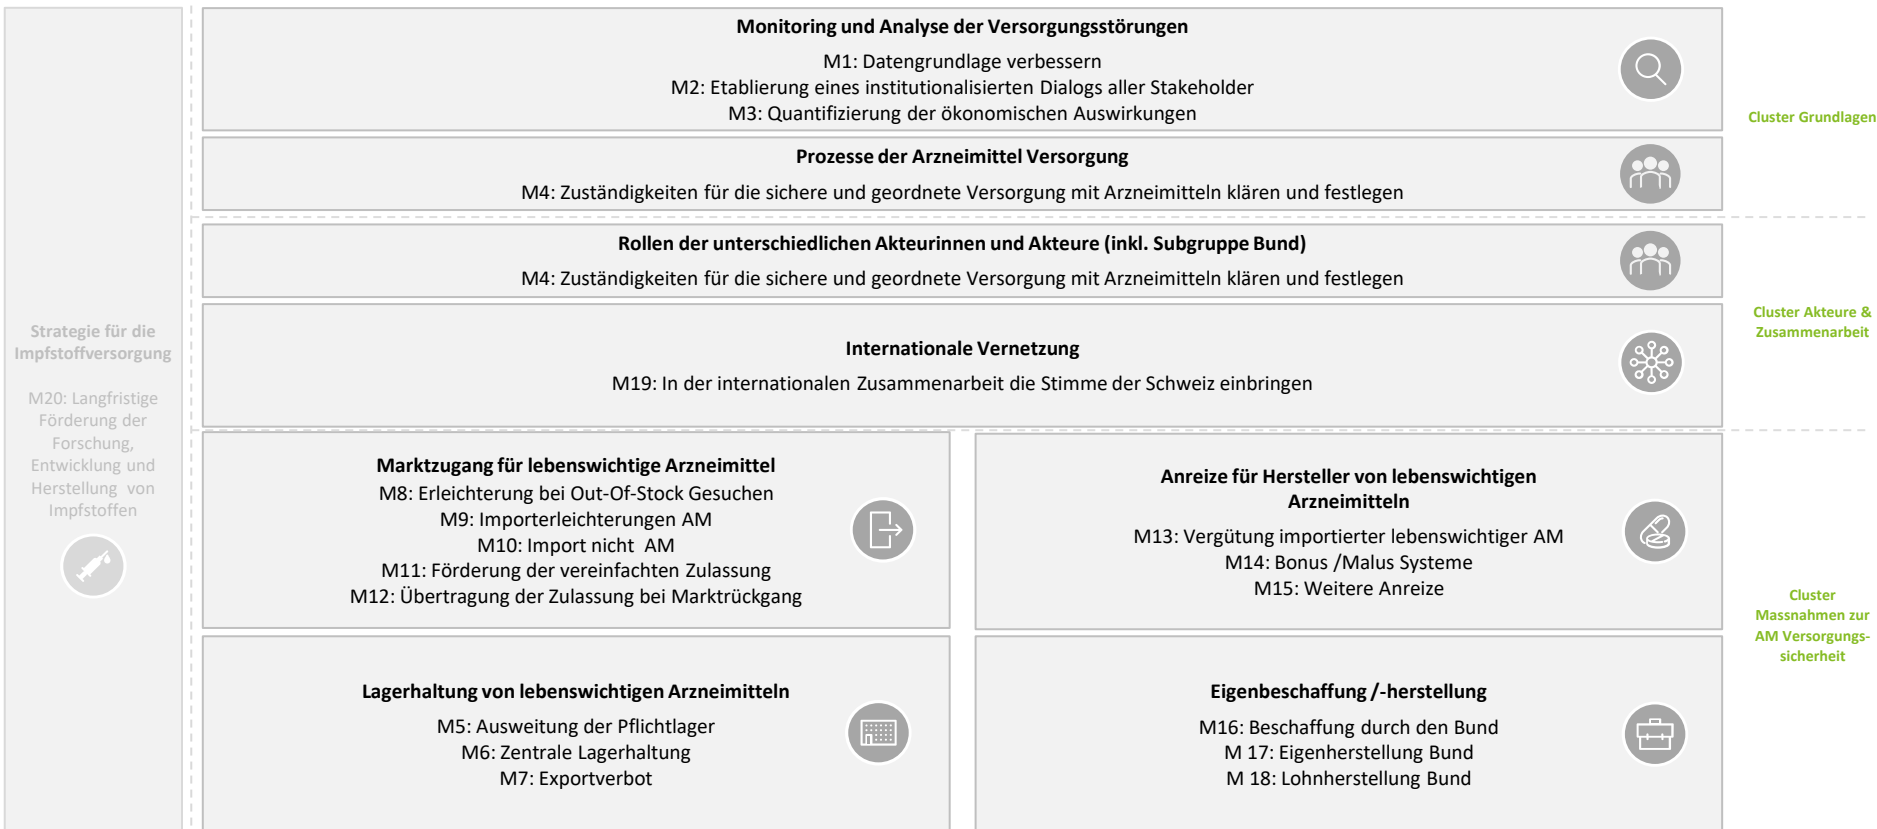 Strategie für die
Impfstoffversorgung
M20: Langfristige
Förderung der
Forschung,
Entwicklung und
Herstellung von
Impfstoffen
Monitoring und Analyse der Versorgungsstörungen
M1: Datengrundlage verbessern
M2: Etablierung eines institutionalisierten Dialogs aller Stakeholder
M3: Quantifizierung der ökonomischen Auswirkungen
Prozesse der Arzneimittel Versorgung
M4: Zuständigkeiten für die sichere und geordnete Versorgung mit Arzneimitteln klären und festlegen
Cluster Grundlagen
Rollen der unterschiedlichen Akteurinnen und Akteure (inkl. Subgruppe Bund)
M4: Zuständigkeiten für die sichere und geordnete Versorgung mit Arzneimitteln klären und festlegen
Internationale Vernetzung
M19: In der internationalen Zusammenarbeit die Stimme der Schweiz einbringen
Cluster Akteure &
Zusammenarbeit
Marktzugang für lebenswichtige Arzneimittel
M8: Erleichterung bei Out-Of-Stock Gesuchen
M9: Importerleichterungen AM
M10: Import nicht AM
M11: Förderung der vereinfachten Zulassung
M12: Übertragung der Zulassung bei Marktrückgang
Anreize für Hersteller von lebenswichtigen
Arzneimitteln
M13: Vergütung importierter lebenswichtiger AM
M14: Bonus /Malus Systeme
M15: Weitere Anreize
Lagerhaltung von lebenswichtigen Arzneimitteln
M5: Ausweitung der Pflichtlager
M6: Zentrale Lagerhaltung
M7: Exportverbot
Eigenbeschaffung /-herstellung
M16: Beschaffung durch den Bund
M 17: Eigenherstellung Bund
M 18: Lohnherstellung Bund
Cluster
Massnahmen zur
AM Versorgungs-
sicherheit